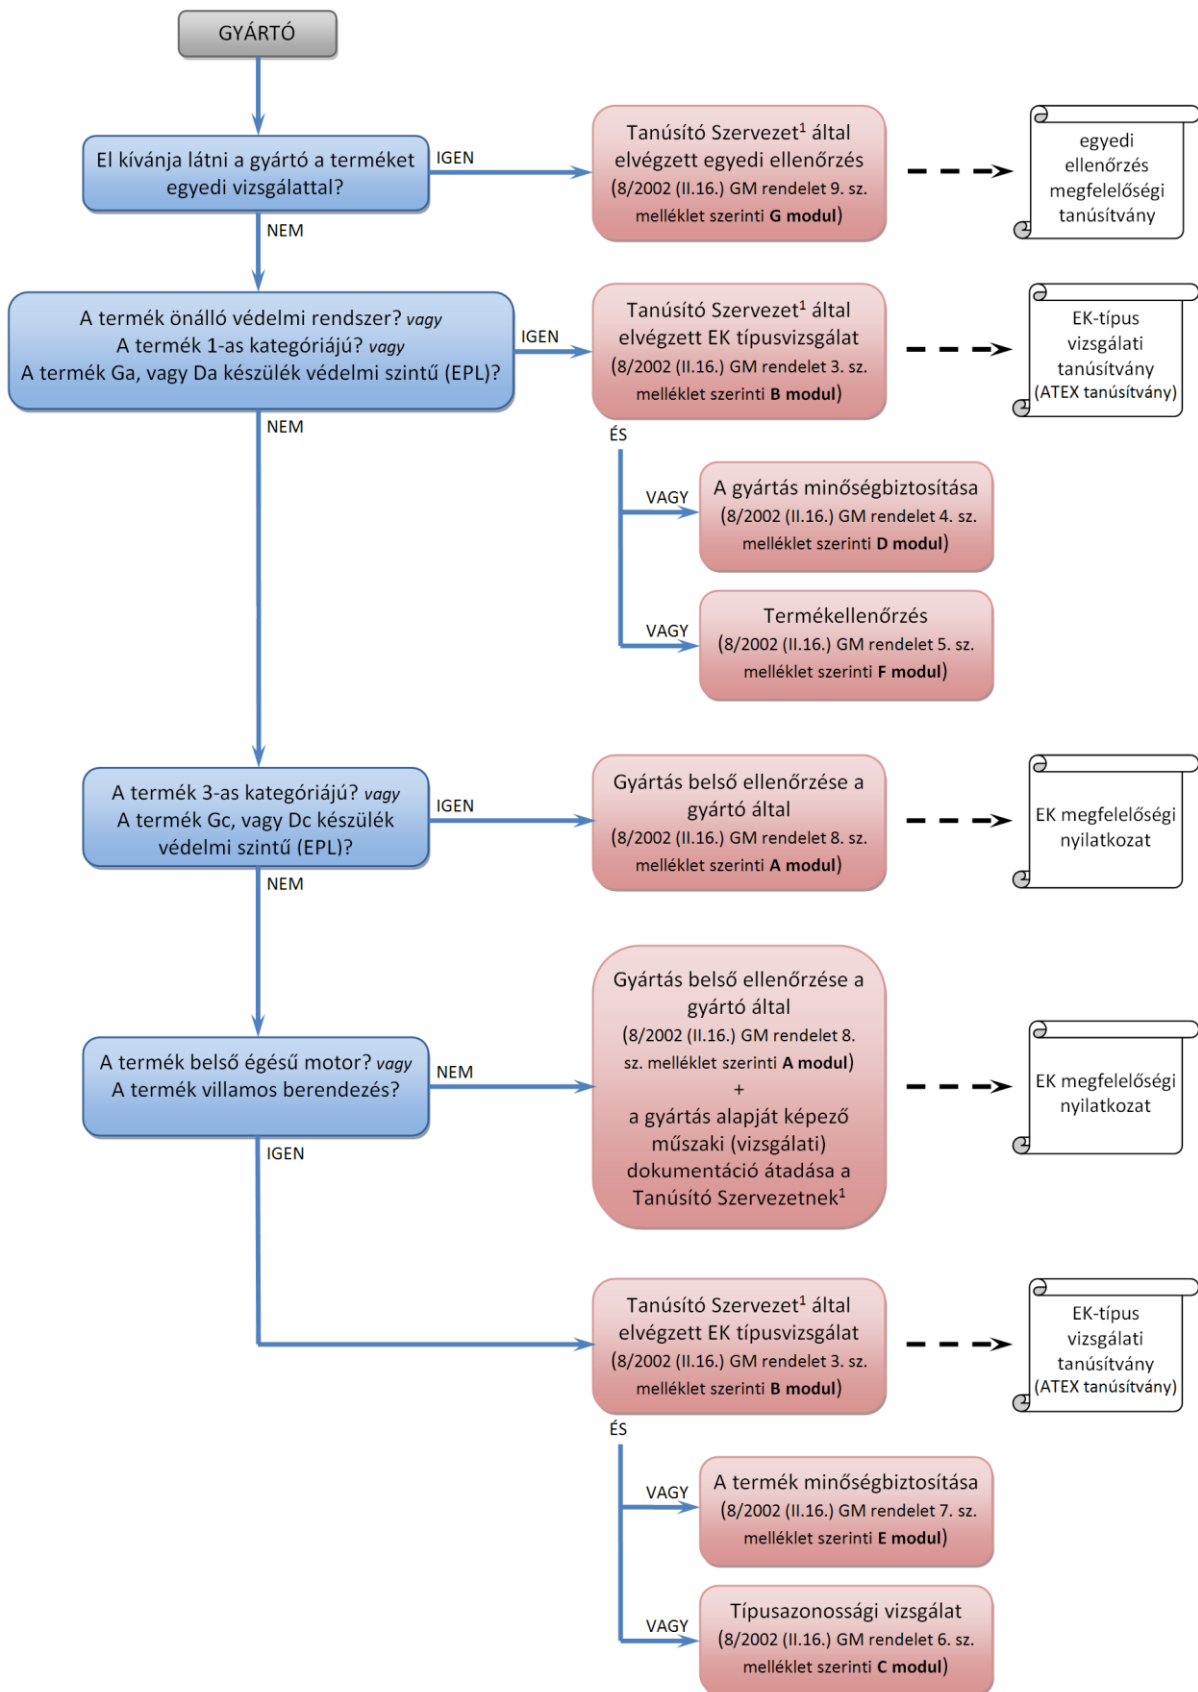 GYÁRTÓ
El kívánja látni a gyártó a terméket
egyedi vizsgálattal?
IGEN
Tanúsító Szervezet¹ által
elvégzett egyedi ellenőrzés
(8/2002 (II.16.) GM rendelet 9. sz.
melléklet szerinti G modul)
egyedi
ellenőrzés
megfelelőségi
tanúsítvány
NEM
A termék önálló védelmi rendszer? vagy
A termék 1-as kategóriájú? vagy
A termék Ga, vagy Da készülék védelmi szintű (EPL)?
IGEN
Tanúsító Szervezet¹ által
elvégzett EK típusvizsgálat
(8/2002 (II.16.) GM rendelet 3. sz.
melléklet szerinti B modul)
EK-típus
vizsgálati
tanúsítvány
(ATEX tanúsítvány)
NEM
ÉS
VAGY
A gyártás minőségbiztosítása
(8/2002 (II.16.) GM rendelet 4. sz.
melléklet szerinti D modul)
VAGY
Termékellenőrzés
(8/2002 (II.16.) GM rendelet 5. sz.
melléklet szerinti F modul)
A termék 3-as kategóriájú? vagy
A termék Gc, vagy Dc készülék
védelmi szintű (EPL)?
IGEN
Gyártás belső ellenőrzése a
gyártó által
(8/2002 (II.16.) GM rendelet 8. sz.
melléklet szerinti A modul)
EK megfelelőségi
nyilatkozat
NEM
A termék belső égésű motor? vagy
A termék villamos berendezés?
NEM
Gyártás belső ellenőrzése a
gyártó által
(8/2002 (II.16.) GM rendelet 8.
sz. melléklet szerinti A modul)
+
a gyártás alapját képező
műszaki (vizsgálati)
dokumentáció átadása a
Tanúsító Szervezetnek¹
EK megfelelőségi
nyilatkozat
IGEN
Tanúsító Szervezet¹ által
elvégzett EK típusvizsgálat
(8/2002 (II.16.) GM rendelet 3. sz.
melléklet szerinti B modul)
EK-típus
vizsgálati
tanúsítvány
(ATEX tanúsítvány)
ÉS
VAGY
A termék minőségbiztosítása
(8/2002 (II.16.) GM rendelet 7. sz.
melléklet szerinti E modul)
VAGY
Típusazonossági vizsgálat
(8/2002 (II.16.) GM rendelet 6. sz.
melléklet szerinti C modul)